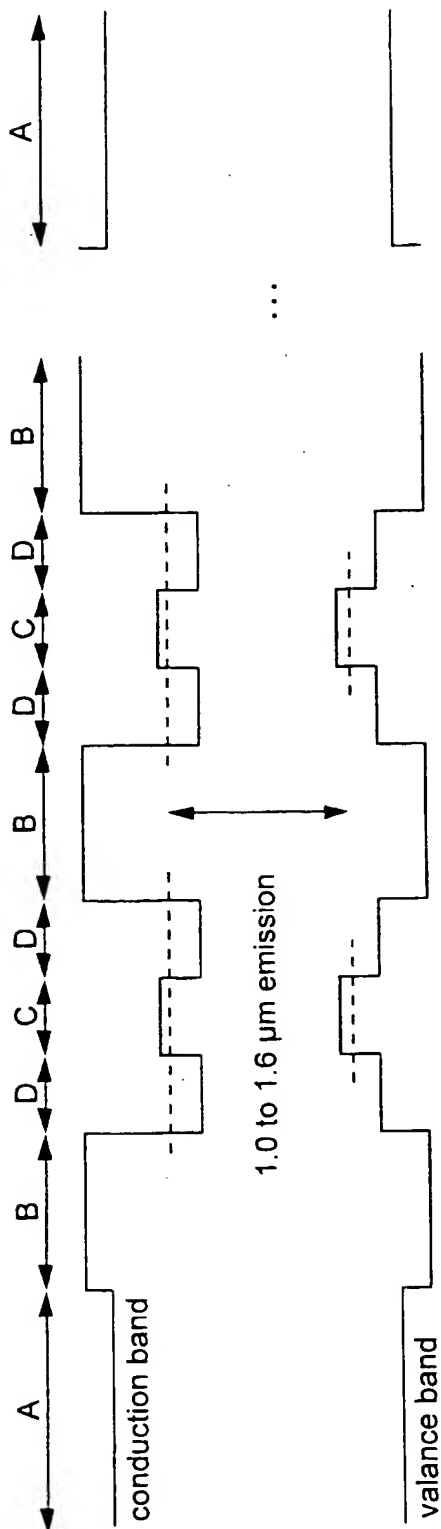 A B D C D B D C D B A
conduction band
1.0 to 1.6 µm emission
...
valance band